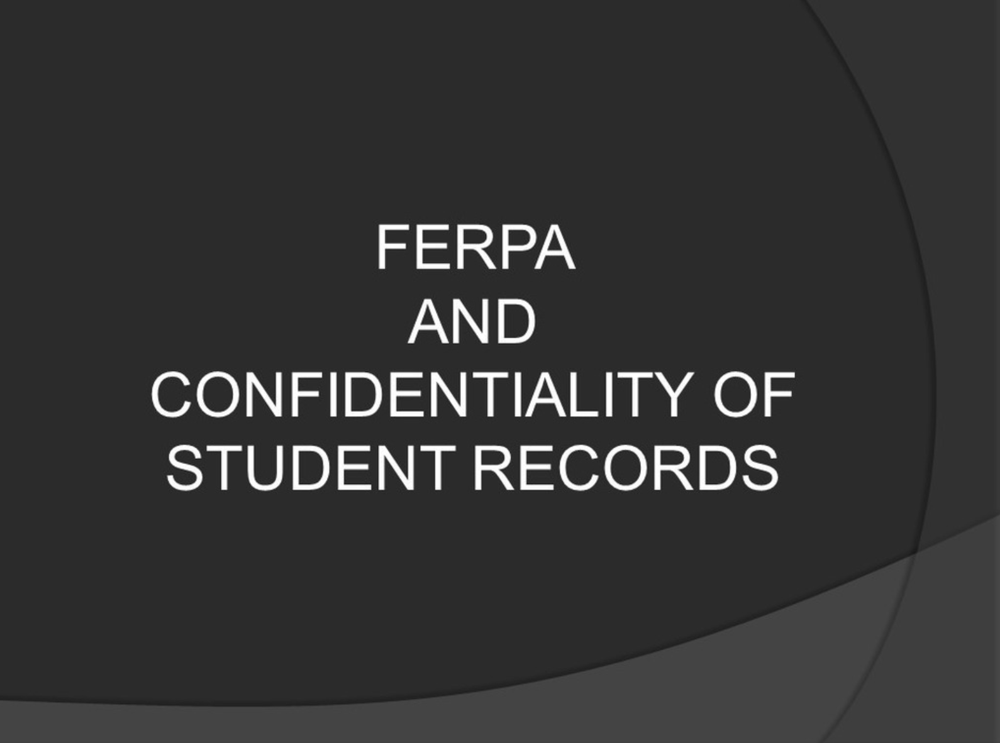 FERPA
AND
CONFIDENTIALITY OF
STUDENT RECORDS